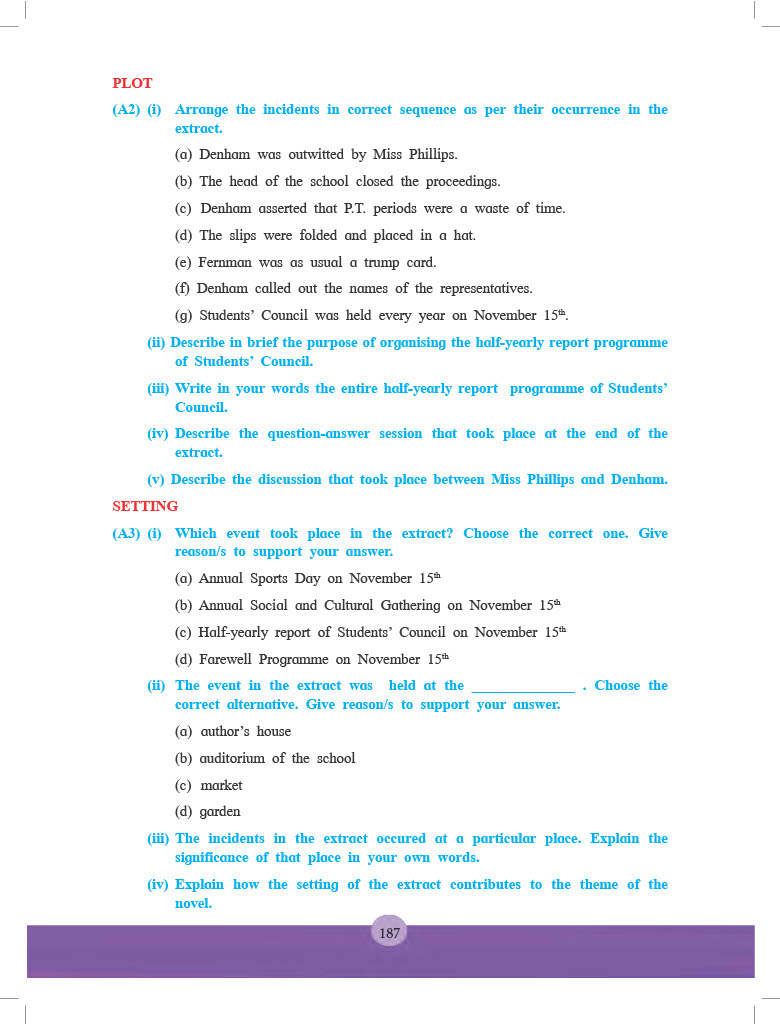 PLOT
(A2) (i) Arrange the incidents in correct sequence as per their occurrence in the
extract.
(a) Denham was outwitted by Miss Phillips.
(b) The head of the school closed the proceedings.
(c) Denham asserted that P.T. periods were a waste of time.
(d) The slips were folded and placed in a hat.
(e) Fernman was as usual a trump card.
(f) Denham called out the names of the representatives.
(g) Students' Council was held every year on November 15th.
(ii) Describe in brief the purpose of organising the half-yearly report programme
of Students' Council.
(iii) Write in your words the entire half-yearly report programme of Students'
Council.
(iv) Describe the question-answer session that took place at the end of the
extract.
(v) Describe the discussion that took place between Miss Phillips and Denham.
SETTING
(A3) (i) Which event took place in the extract? Choose the correct one. Give
reason/s to support your answer.
(a) Annual Sports Day on November 15th
(b) Annual Social and Cultural Gathering on November 15th
(c) Half-yearly report of Students' Council on November 15th
(d) Farewell Programme on November 15th
(ii) The event in the extract was held at the ______________ . Choose the
correct alternative. Give reason/s to support your answer.
(a) author's house
(b) auditorium of the school
(c) market
(d) garden
(iii) The incidents in the extract occured at a particular place. Explain the
significance of that place in your own words.
(iv) Explain how the setting of the extract contributes to the theme of the
novel.
187